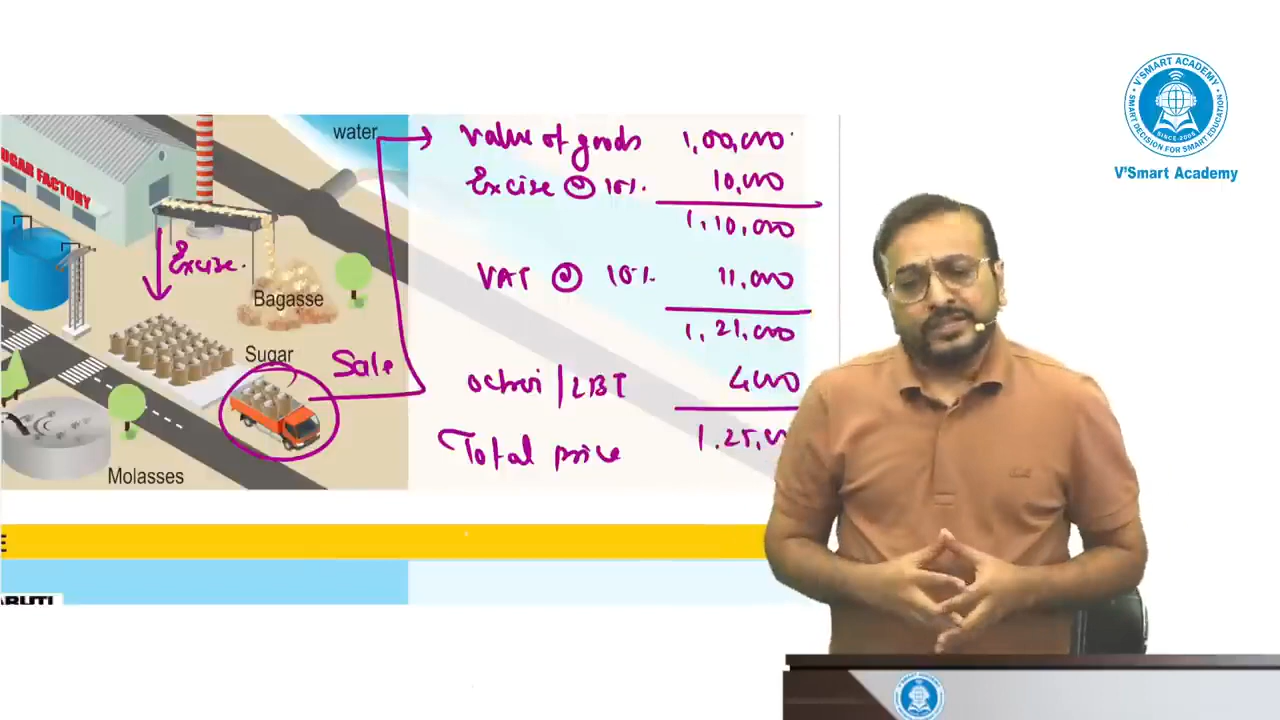 water
Value of goods 1,00,000
Excise @ 10%. 10,000
1,10,000
VAT @ 10%. 11,000
1,21,000
octroi / LBT 4000
Total price
SUGAR FACTORY
Excise.
Bagasse
Sugar
Sale
Molasses
E
V'SMART ACADEMY
SMART DECISION FOR SMART EDUCATION
SINCE-2006
V'Smart Academy